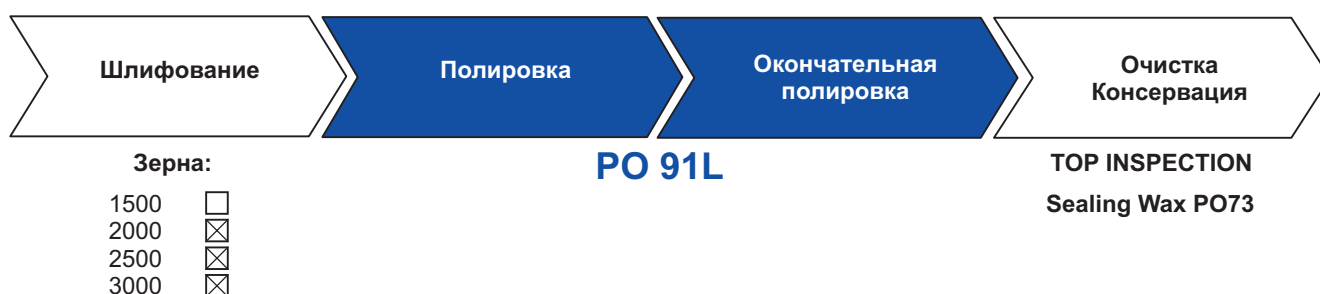 Шлифование
Полировка
Окончательная
полировка
Очистка
Консервация
Зерна:
1500
2000
2500
3000
PO 91L
TOP INSPECTION
Sealing Wax PO73